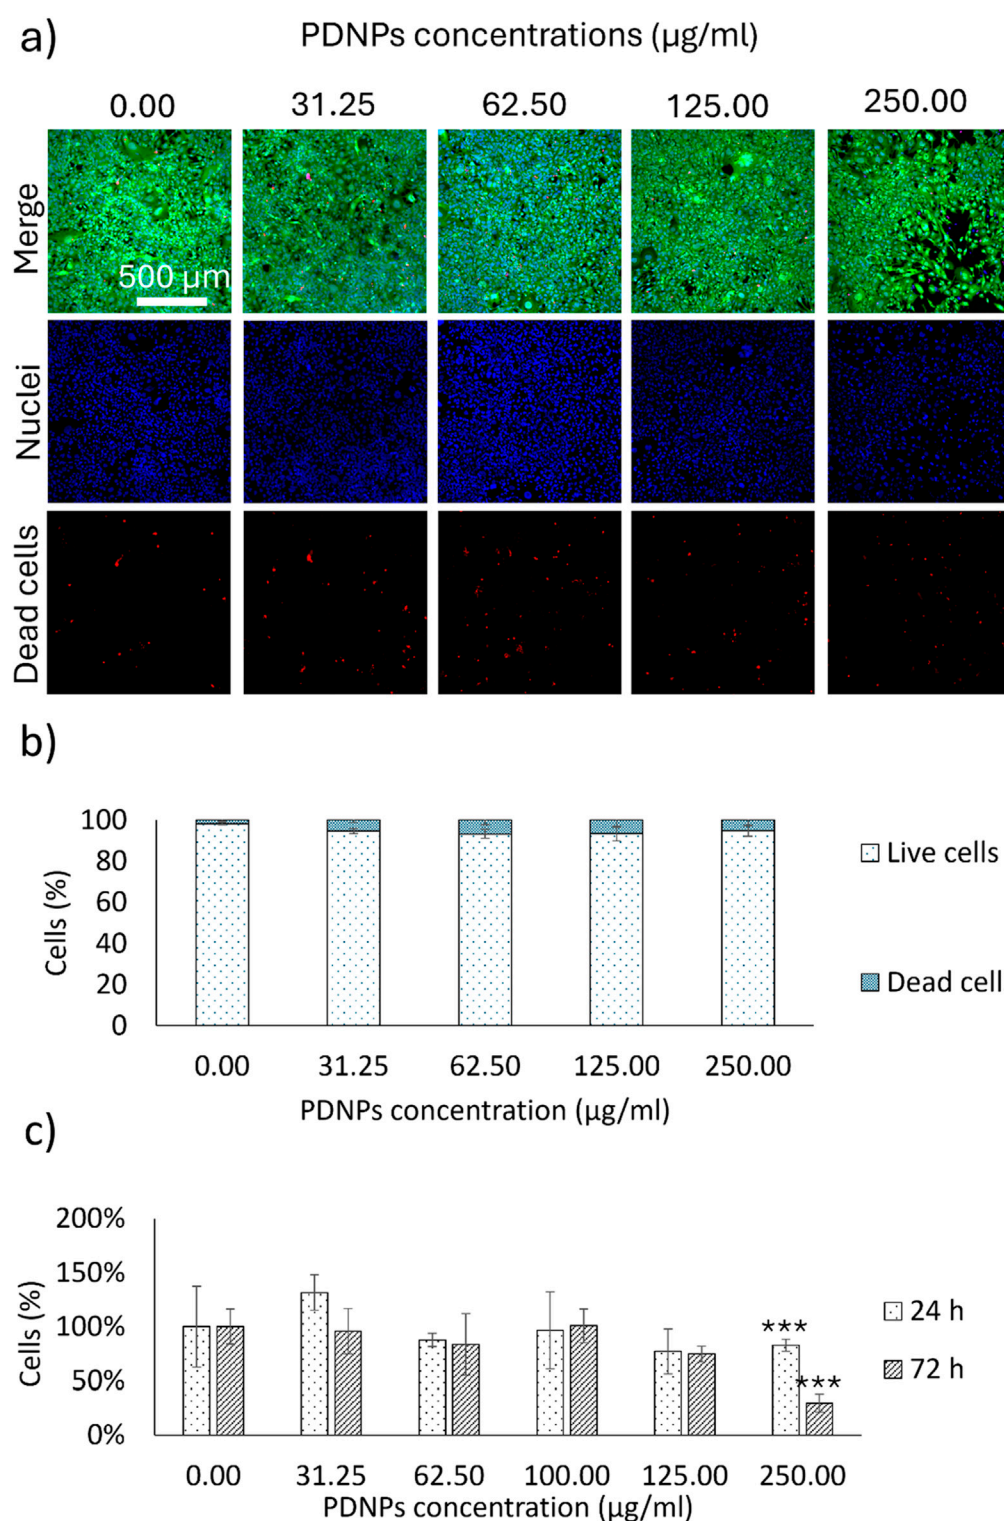 a)
PDNPs concentrations (µg/ml)
0.00 31.25 62.50 125.00 250.00
Merge
500 µm
Nuclei
Dead cells
b)
100
80
60
40
20
0
Cells (%)
Live cells
Dead cell
0.00 31.25 62.50 125.00 250.00
PDNPs concentration (µg/ml)
c)
200%
150%
100%
50%
0%
Cells (%)
***
***
24 h
72 h
0.00 31.25 62.50 100.00 125.00 250.00
PDNPs concentration (µg/ml)